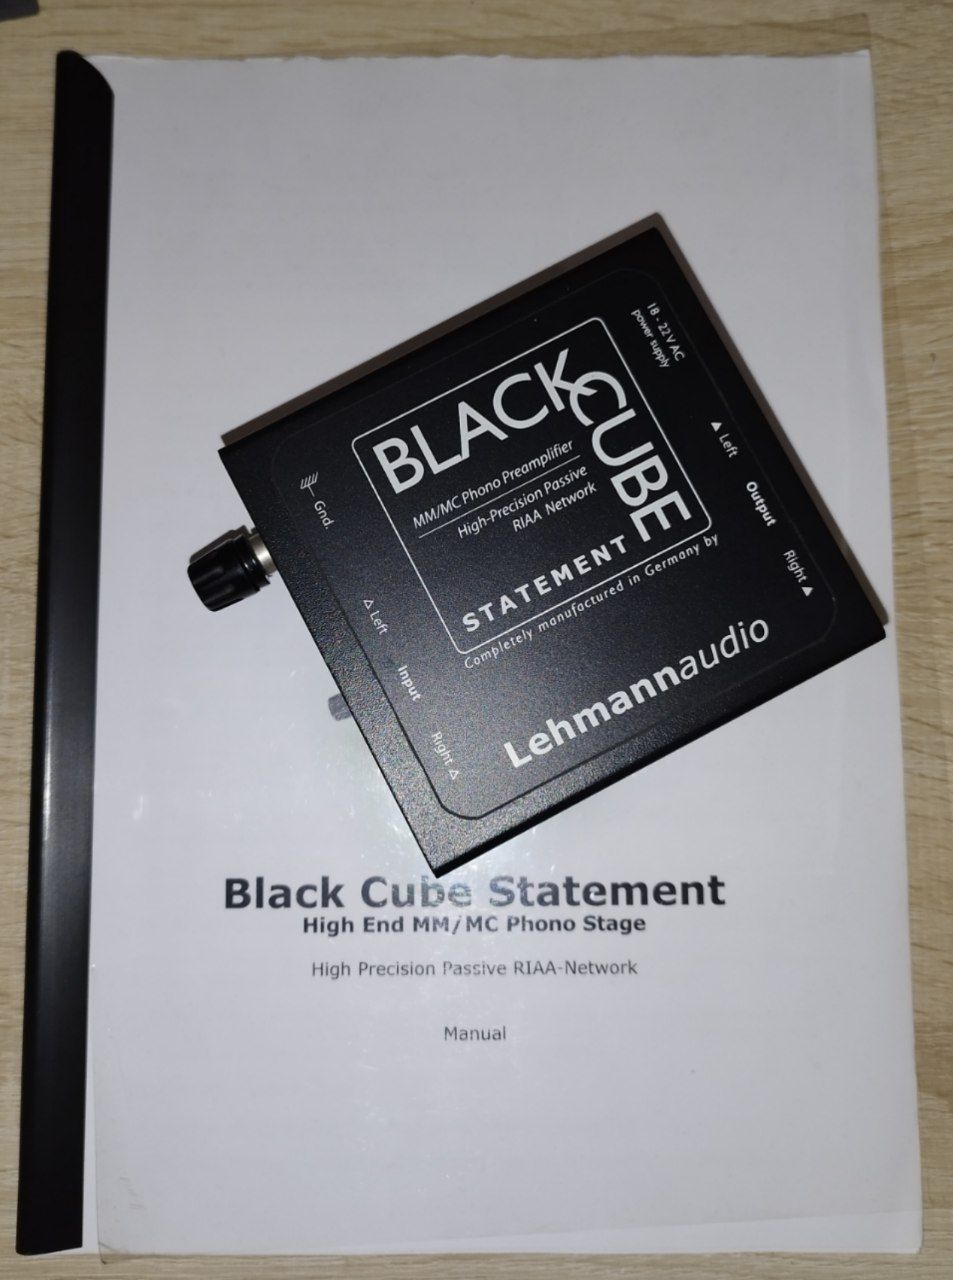 18 - 22 V AC
power supply
BLACK
CUBE
MM/MC Phono Preamplifier
High-Precision Passive
RIAA Network
STATEMENT
Completely manufactured in Germany by
Lehmannaudio
Gnd.
△ Left
Input
Right △
▲ Left
Output
Right ▲
Black Cube Statement
High End MM/MC Phono Stage
High Precision Passive RIAA-Network
Manual